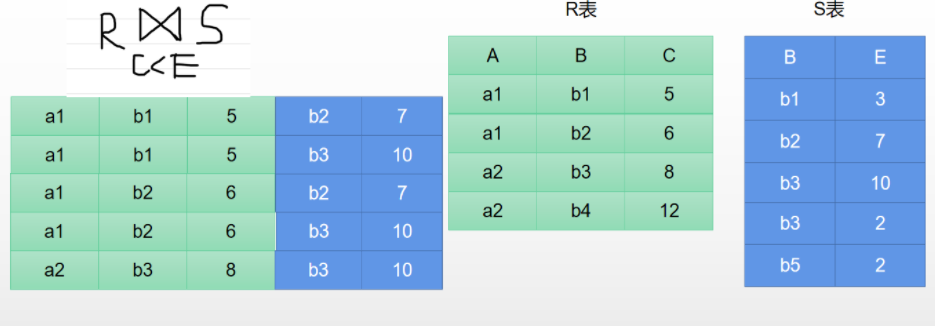 R⋈S
C<E
a1 b1 5 b2 7
a1 b1 5 b3 10
a1 b2 6 b2 7
a1 b2 6 b3 10
a2 b3 8 b3 10
R表
A B C
a1 b1 5
a1 b2 6
a2 b3 8
a2 b4 12
S表
B E
b1 3
b2 7
b3 10
b3 2
b5 2